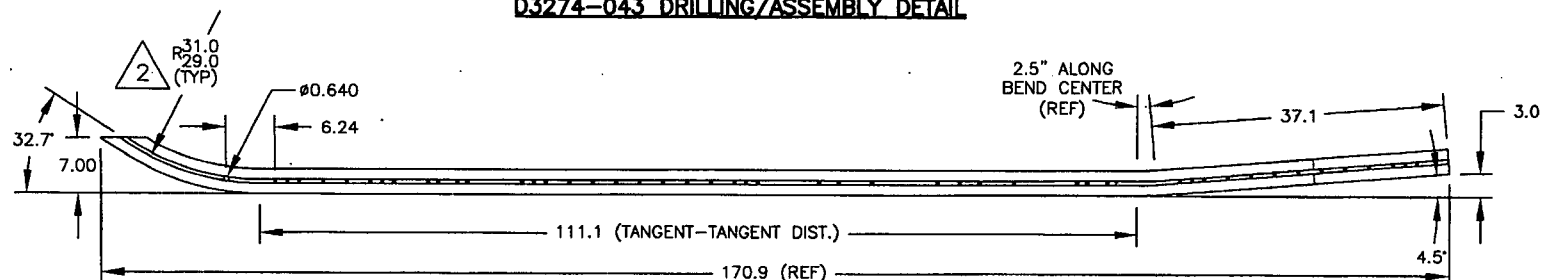 D3274-043 DRILLING/ASSEMBLY DETAIL
R31.0
29.0
(TYP)
2
ø0.640
6.24
32.7°
7.00
2.5" ALONG
BEND CENTER
(REF)
37.1
3.0
111.1 (TANGENT-TANGENT DIST.)
4.5°
170.9 (REF)